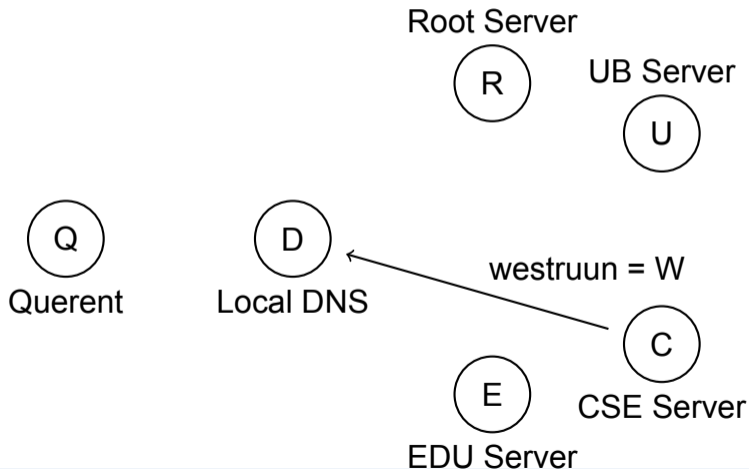 Root Server
R
UB Server
U
Q
Querent
D
Local DNS
westruun = W
C
CSE Server
E
EDU Server